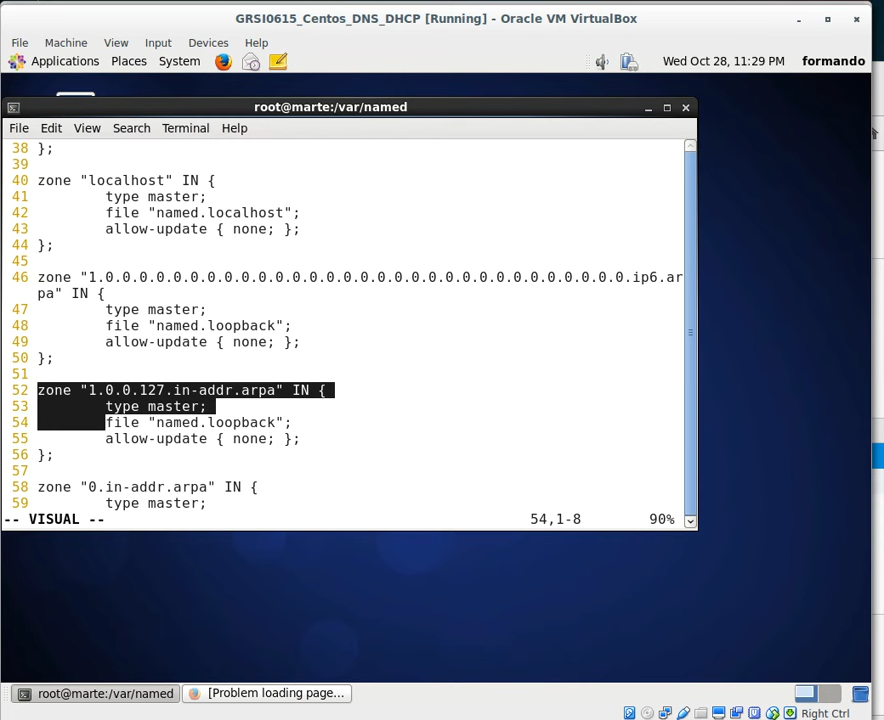 GRSI0615_Centos_DNS_DHCP [Running] - Oracle VM VirtualBox
File Machine View Input Devices Help
Applications Places System Wed Oct 28, 11:29 PM formando
root@marte:/var/named
File Edit View Search Terminal Help
38 };
39
40 zone "localhost" IN {
41 type master;
42 file "named.localhost";
43 allow-update { none; };
44 };
45
46 zone "1.0.0.0.0.0.0.0.0.0.0.0.0.0.0.0.0.0.0.0.0.0.0.0.0.0.0.0.0.0.0.0.ip6.ar
pa" IN {
47 type master;
48 file "named.loopback";
49 allow-update { none; };
50 };
51
52 zone "1.0.0.127.in-addr.arpa" IN {
53 type master;
54 file "named.loopback";
55 allow-update { none; };
56 };
57
58 zone "0.in-addr.arpa" IN {
59 type master;
-- VISUAL -- 54,1-8 90%
root@marte:/var/named [Problem loading page...
Right Ctrl